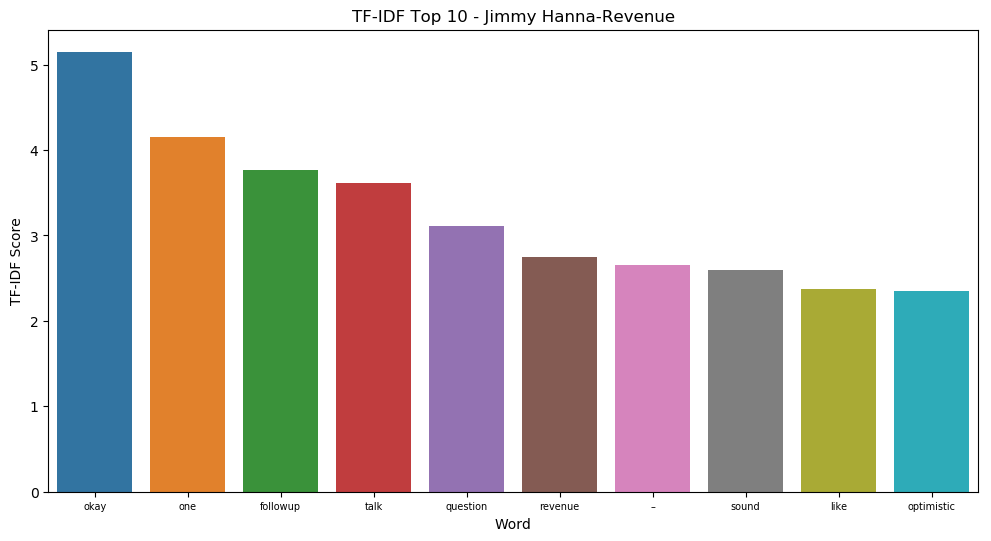 TF-IDF Top 10 - Jimmy Hanna-Revenue
TF-IDF Score
5
4
3
2
1
0
okay one followup talk question revenue – sound like optimistic
Word